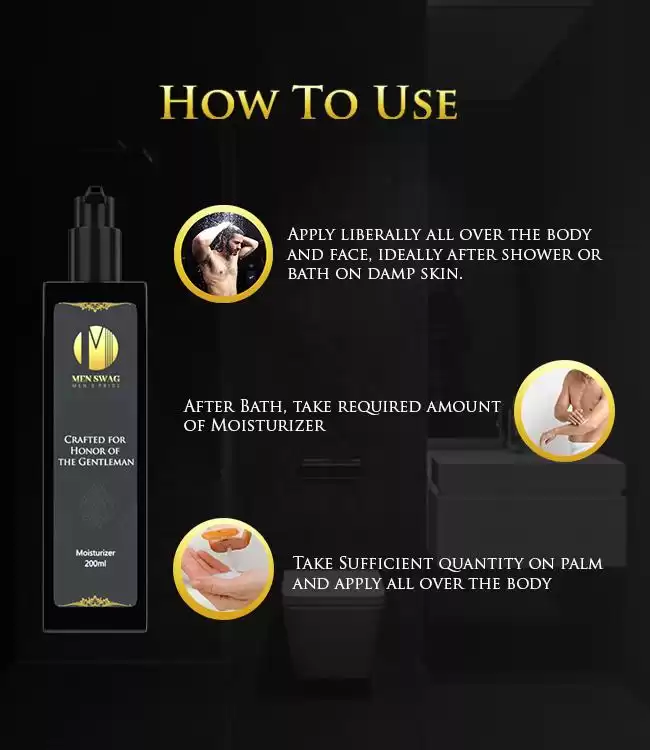 How To Use
Apply liberally all over the body
and face, ideally after shower or
bath on damp skin.
After Bath, take required amount
of Moisturizer
Take Sufficient quantity on palm
and apply all over the body
MEN SWAG
MEN'S PRIDE
Crafted for
Honor of
the Gentleman
Moisturizer
200ml